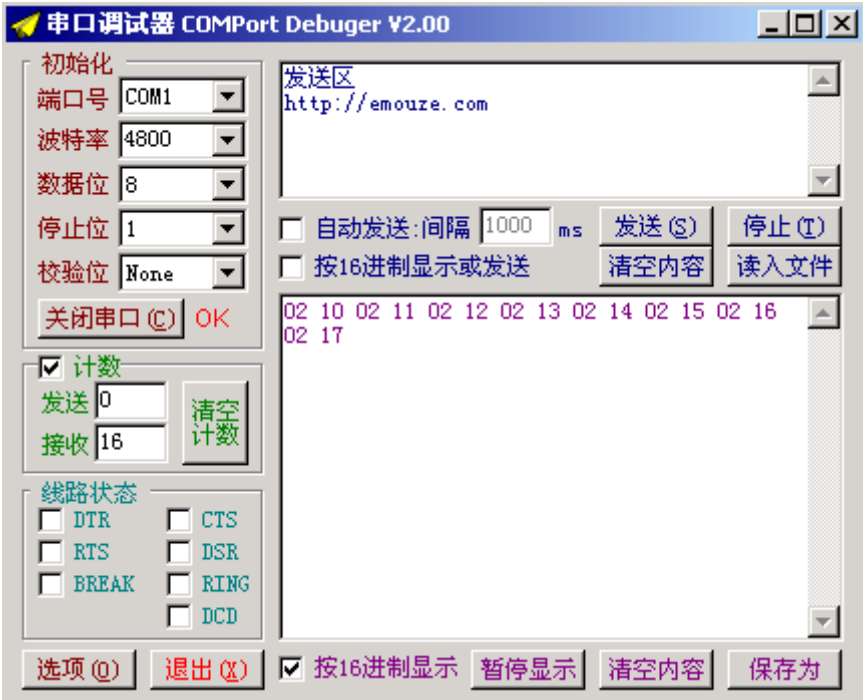 串口调试器 COMPort Debuger V2.00
初始化
端口号 COM1
波特率 4800
数据位 8
停止位 1
校验位 None
关闭串口(C) OK
计数
发送 0
接收 16
清空
计数
线路状态
DTR CTS
RTS DSR
BREAK RING
DCD
选项(O) 退出(X)
发送区
http://emouze.com
自动发送:间隔 1000 ms 发送(S) 停止(T)
按16进制显示或发送 清空内容 读入文件
02 10 02 11 02 12 02 13 02 14 02 15 02 16
02 17
按16进制显示 暂停显示 清空内容 保存为